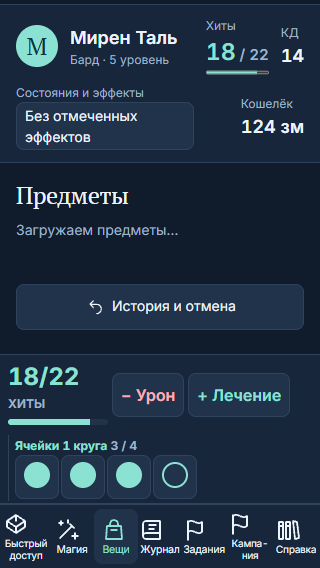 М
Мирен Таль
Бард · 5 уровень
Хиты
18 / 22
КД
14
Состояния и эффекты
Без отмеченных
эффектов
Кошелёк
124 зм
Предметы
Загружаем предметы...
История и отмена
18/22
ХИТЫ
− Урон
+ Лечение
Ячейки 1 круга 3 / 4
Быстрый
доступ
Магия
Вещи
Журнал
Задания
Кампа-
ния
Справка